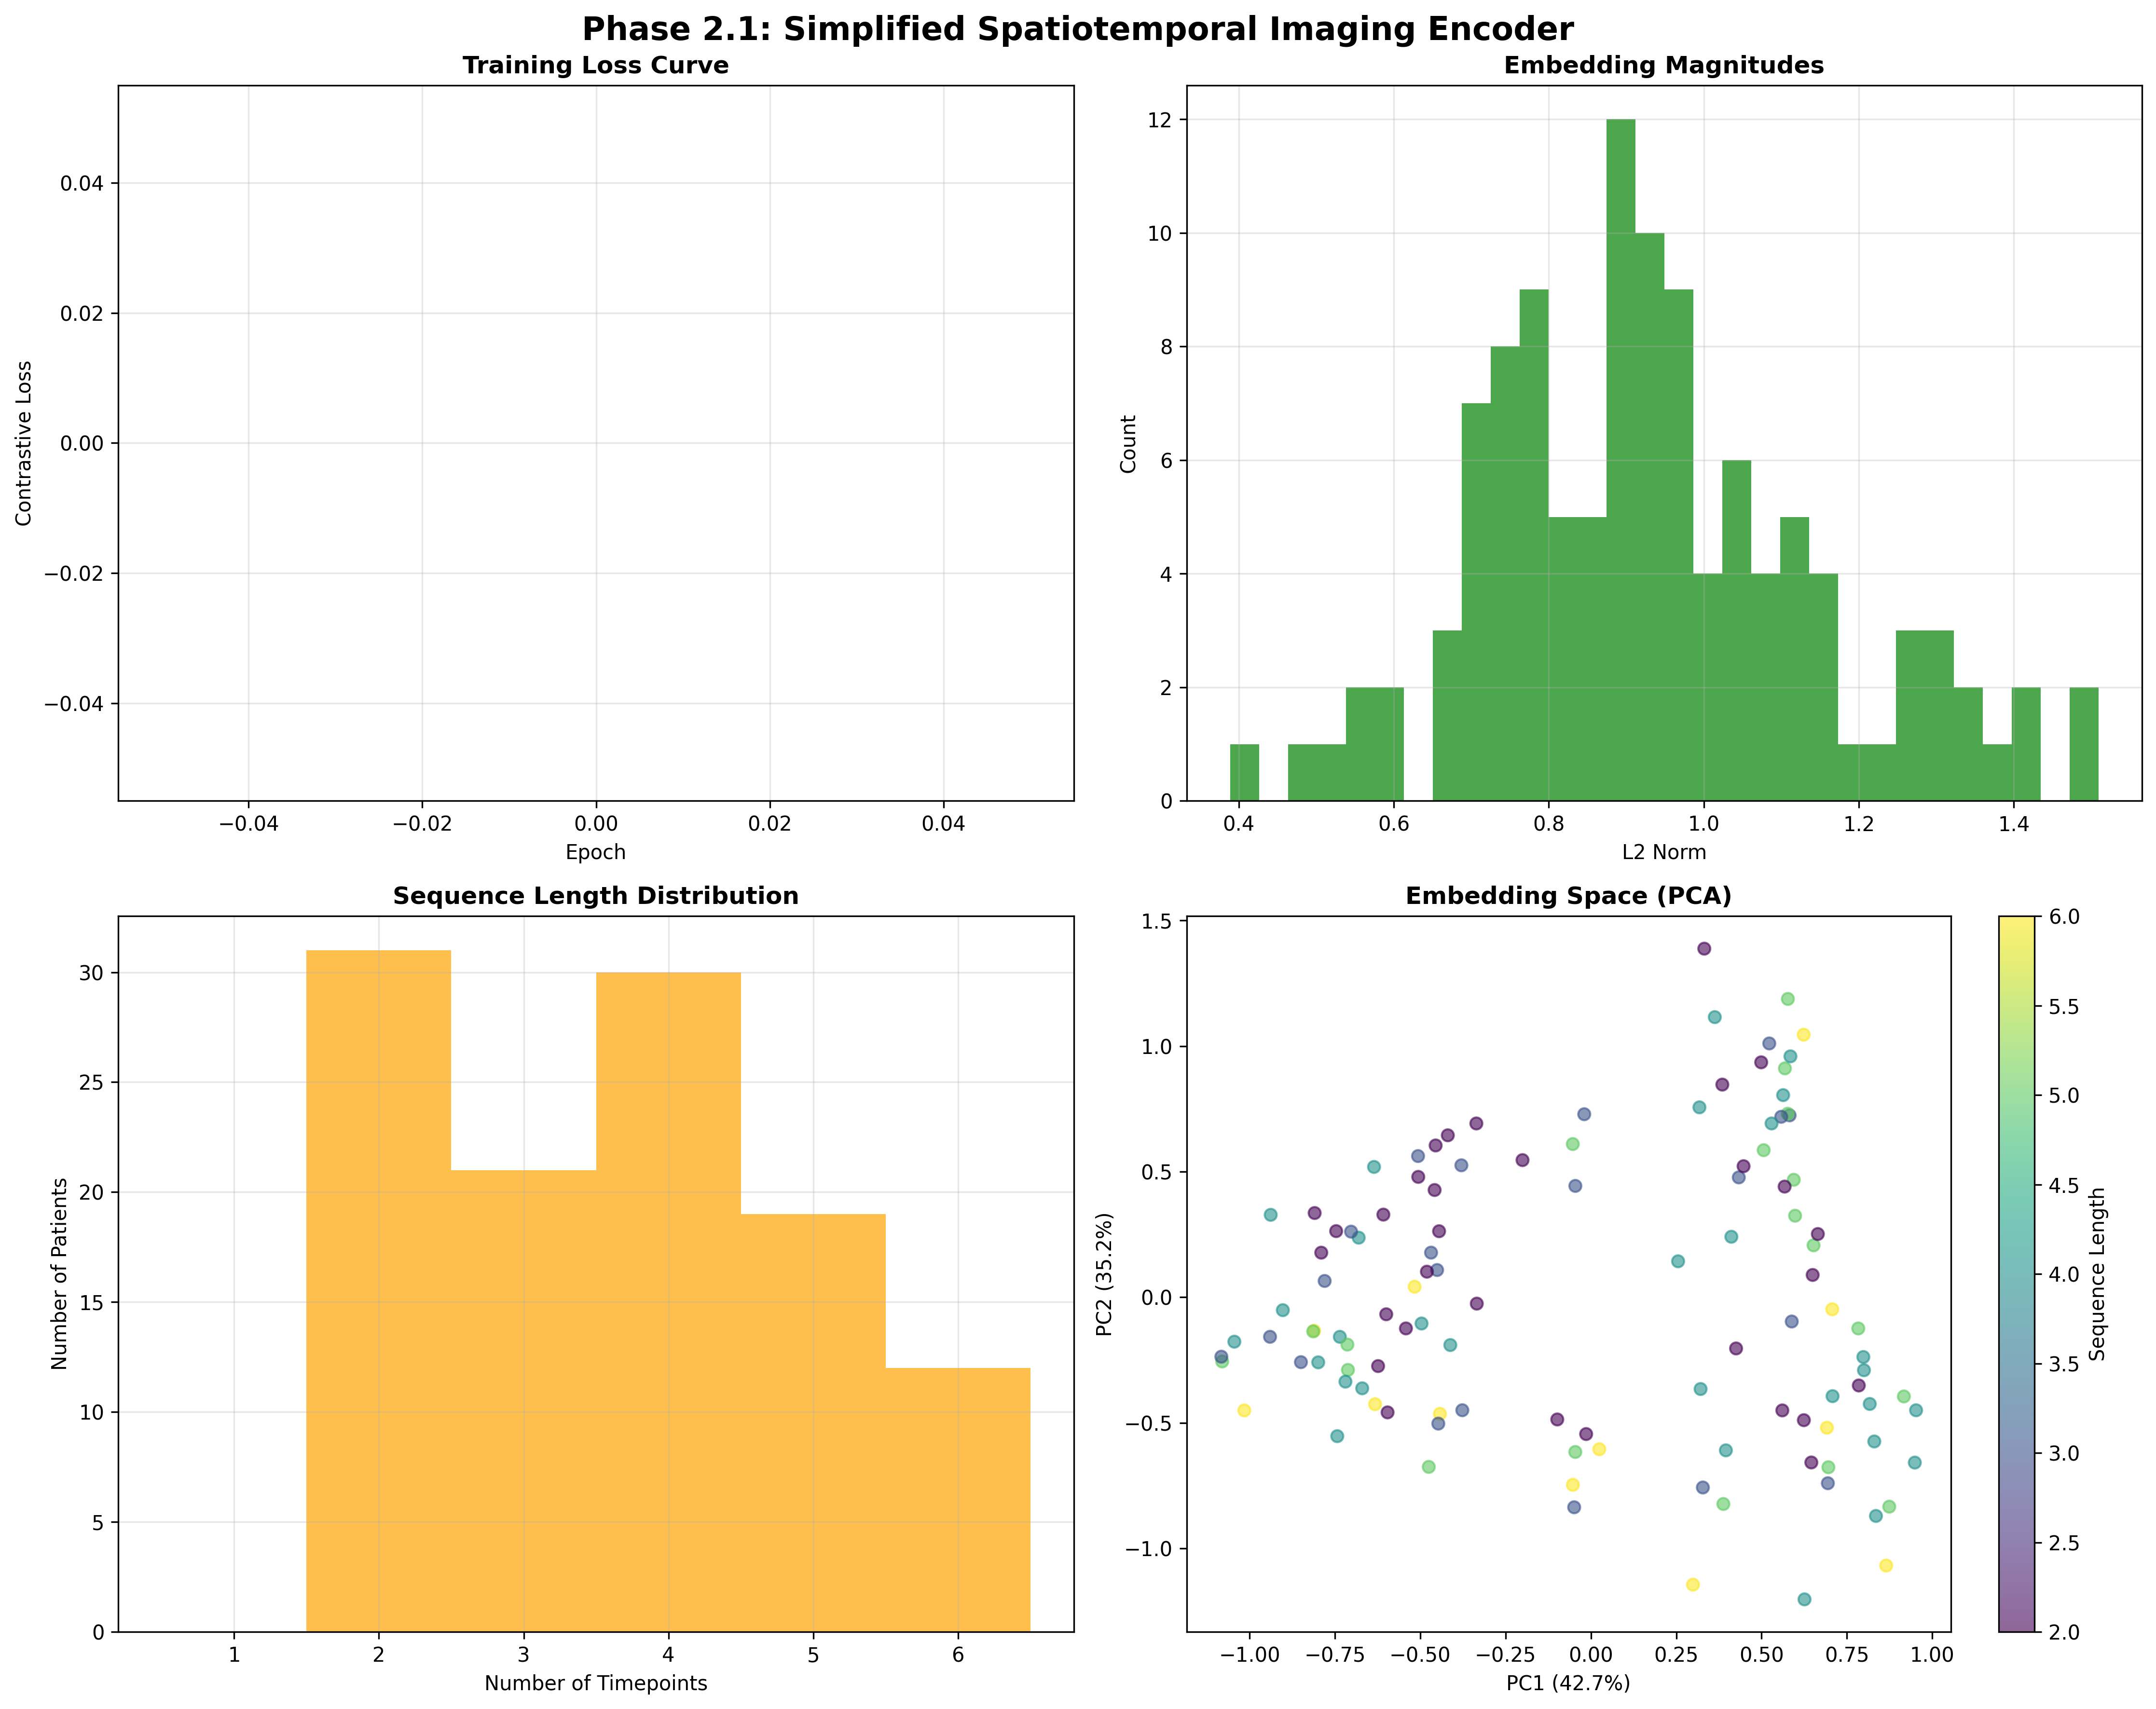 Phase 2.1: Simplified Spatiotemporal Imaging Encoder
Training Loss Curve
Contrastive Loss
0.04
0.02
0.00
−0.02
−0.04
−0.04 −0.02 0.00 0.02 0.04
Epoch
Embedding Magnitudes
Count
12
10
8
6
4
2
0
0.4 0.6 0.8 1.0 1.2 1.4
L2 Norm
Sequence Length Distribution
Number of Patients
30
25
20
15
10
5
0
1 2 3 4 5 6
Number of Timepoints
Embedding Space (PCA)
PC2 (35.2%)
1.5
1.0
0.5
0.0
−0.5
−1.0
−1.00 −0.75 −0.50 −0.25 0.00 0.25 0.50 0.75 1.00
PC1 (42.7%)
6.0
5.5
5.0
4.5
4.0
3.5
3.0
2.5
2.0
Sequence Length